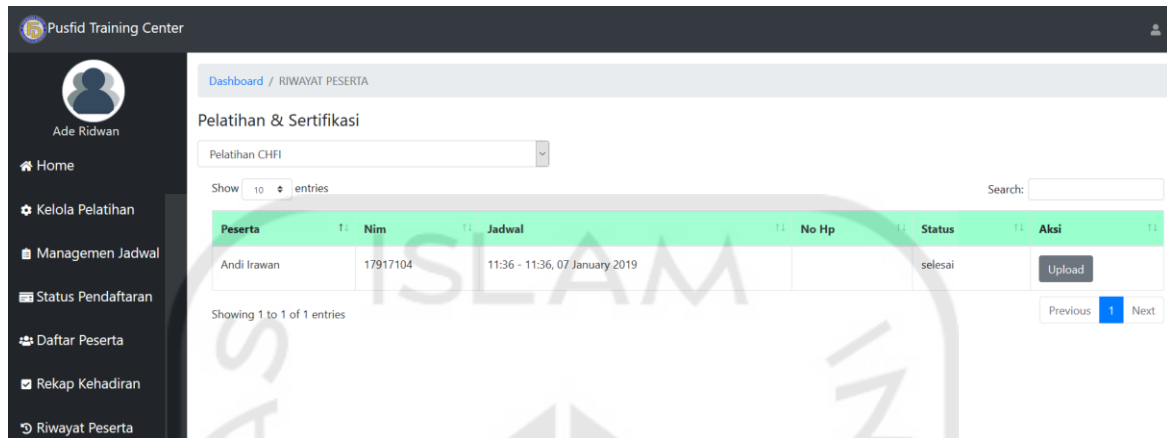 Pusfid Training Center
Ade Ridwan
Home
Kelola Pelatihan
Managemen Jadwal
Status Pendaftaran
Daftar Peserta
Rekap Kehadiran
Riwayat Peserta
Dashboard / RIWAYAT PESERTA
Pelatihan & Sertifikasi
Pelatihan CHFI
Show 10 entries Search:
Peserta Nim Jadwal No Hp Status Aksi
Andi Irawan 17917104 11:36 - 11:36, 07 January 2019 selesai Upload
Showing 1 to 1 of 1 entries Previous 1 Next
ISLAM